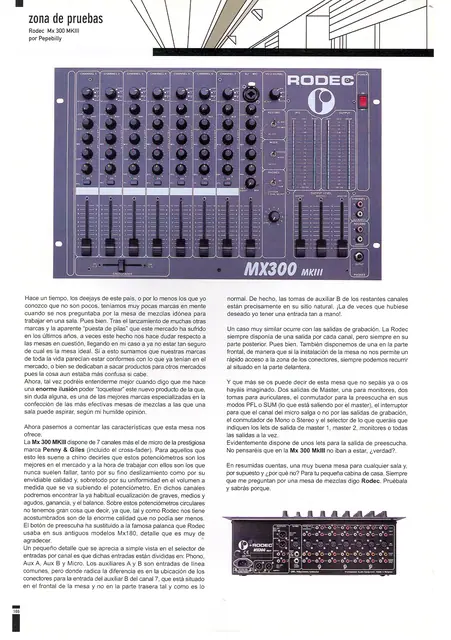 zona de pruebas
Rodec Mx 300 MKIII
por Pepebilly
RODEC
MX300 MKIII
Hace un tiempo, los deejays de este país, o por lo menos los que yo
conozco que no son pocos, teníamos muy pocas marcas en mente
cuando se nos preguntaba por la mesa de mezclas idónea para
trabajar en una sala. Pues bien. Tras el lanzamiento de muchas otras
marcas y la aparente "puesta de pilas" que este mercado ha sufrido
en los últimos años, a veces este hecho nos hace dudar respecto a
las mesas en cuestión, llegando en mi caso a ya no estar tan seguro
de cual es la mesa ideal. Si a esto sumamos que nuestras marcas
de toda la vida parecían estar conformes con lo que ya tenían en el
mercado, o bien se dedicaban a sacar productos para otros mercados
pues la cosa aun estaba más confusa si cabe.
Ahora, tal vez podréis entenderme mejor cuando digo que me hace
una enorme ilusión poder "toquetear" este nuevo producto de la que,
sin duda alguna, es una de las mejores marcas especializadas en la
confección de las más efectivas mesas de mezclas a las que una
sala puede aspirar, según mi humilde opinión.
Ahora pasemos a comentar las características que esta mesa nos
ofrece.
La Mx 300 MKIII dispone de 7 canales más el de micro de la prestigiosa
marca Penny & Giles (incluido el cross-fader). Para aquellos que
esto les suene a chino decirles que estos potenciómetros son los
mejores en el mercado y a la hora de trabajar con ellos son los que
nunca suelen fallar, tanto por su fino deslizamiento como por su
envidiable calidad y, sobretodo por su uniformidad en el volumen a
medida que se va subiendo el potenciómetro. En dichos canales
podremos encontrar la ya habitual ecualización de graves, medios y
agudos, ganancia, y el balance. Sobre estos potenciómetros circulares
no tenemos gran cosa que decir, ya que, tal y como Rodec nos tiene
acostumbrados son de la enorme calidad que no podía ser menos.
El botón de preescucha ha sustituido a la famosa palanca que Rodec
usaba en sus antiguos modelos Mx180, detalle que es muy de
agradecer.
Un pequeño detalle que se aprecia a simple vista en el selector de
entradas por canal es que dichas entradas están divididas en: Phono,
Aux A, Aux B y Micro. Los auxiliares A y B son entradas de línea
comunes, pero donde radica la diferencia es en la ubicación de los
conectores para la entrada del auxiliar B del canal 7, que está situado
en el frontal de la mesa y no en la parte trasera tal y como es lo
normal. De hecho, las tomas de auxiliar B de los restantes canales
están precisamente en su sitio natural. ¡La de veces que hubiese
deseado yo tener una entrada tan a mano!
Un caso muy similar ocurre con las salidas de grabación. La Rodec
siempre disponía de una salida por cada canal, pero siempre en su
parte posterior. Pues bien. También disponemos de una en la parte
frontal, de manera que si la instalación de la mesa no nos permite un
rápido acceso a la zona de conectores, siempre podemos recurrir
al situado en la parte delantera.
Y que más se os puede decir de esta mesa que no sepáis ya o os
hayáis imaginado. Dos salidas de Master, una para monitores, dos
tomas para auriculares, el conmutador para la preescucha en sus
modos PFL o SUM (lo que está saliendo por el master), el interruptor
para que el canal del micro salga o no por las salidas de grabación,
el conmutador de Mono o Stereo y el selector de lo que queráis que
indiquen los lets de salida de master 1, master 2, monitores o todas
las salidas a la vez.
Evidentemente dispone de unos lets para la salida de preescucha.
No pensaréis que en la Mx 300 MkIII no iban a estar, ¿verdad?.
En resumidas cuentas, una muy buena mesa para cualquier sala y,
por supuesto y ¿por qué no? Para tu pequeña cabina de casa. Siempre
que me preguntan por una mesa de mezclas digo Rodec. Pruébala
y sabrás porque.
RODEC